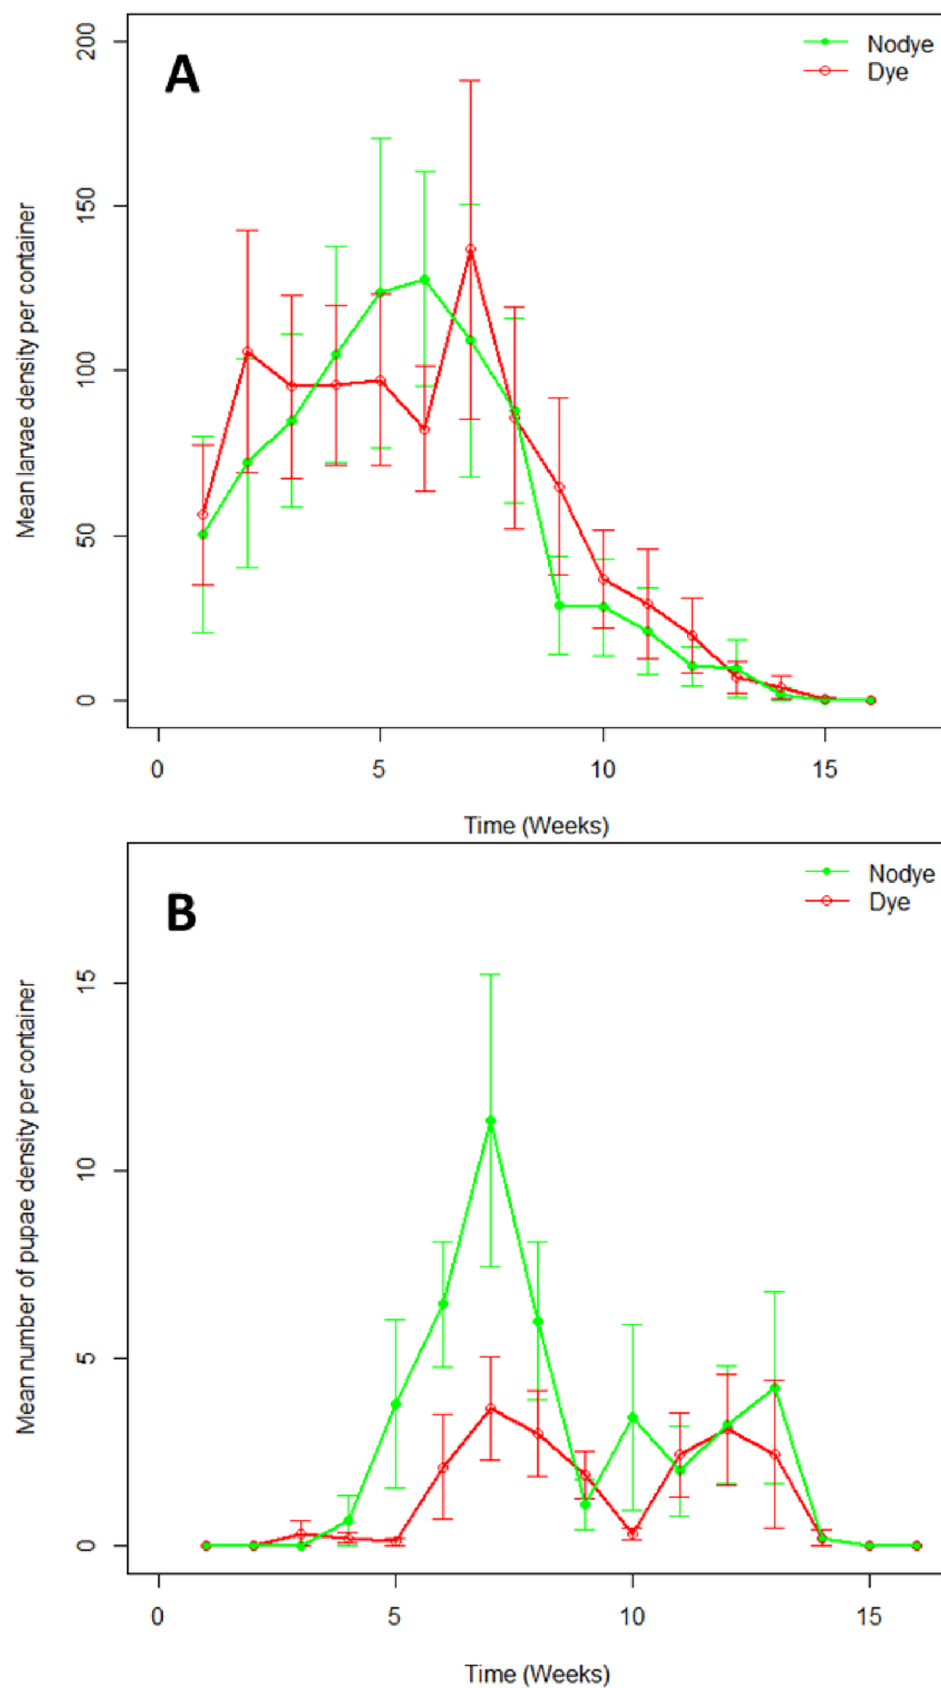 A
Nodye
Dye
Mean larvae density per container
200
150
100
50
0
0 5 10 15
Time (Weeks)
B
Nodye
Dye
Mean number of pupae density per container
15
10
5
0
0 5 10 15
Time (Weeks)